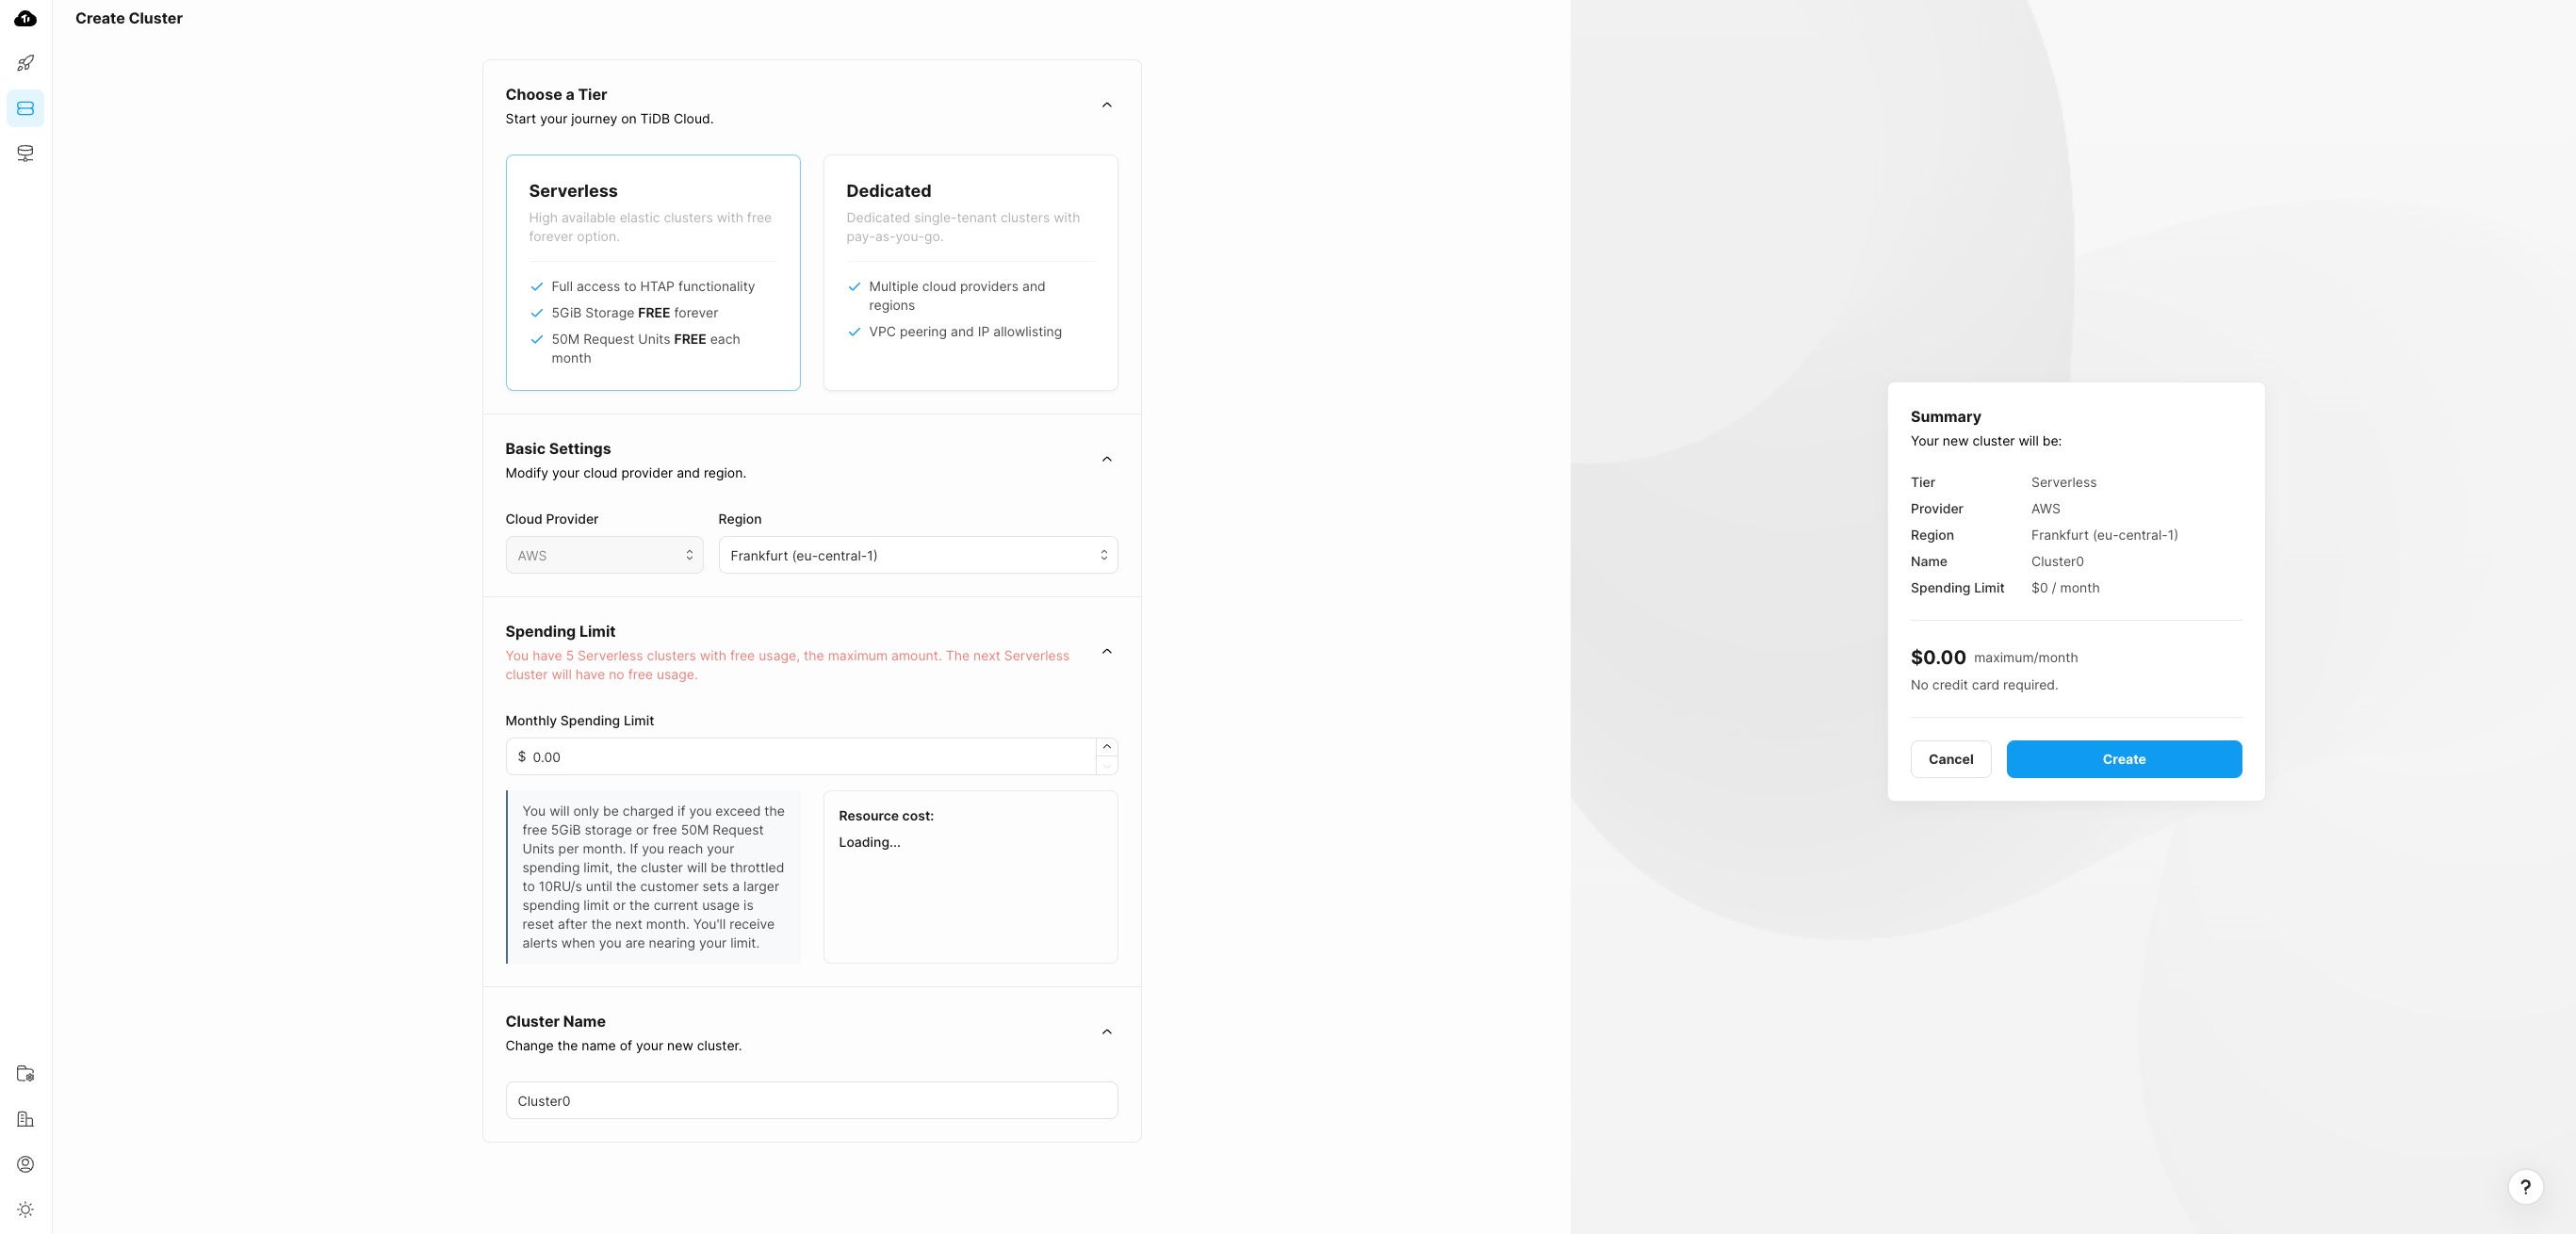 Create Cluster
Choose a Tier
Start your journey on TiDB Cloud.
Serverless
High available elastic clusters with free
forever option.
Full access to HTAP functionality
5GiB Storage FREE forever
50M Request Units FREE each
month
Dedicated
Dedicated single-tenant clusters with
pay-as-you-go.
Multiple cloud providers and
regions
VPC peering and IP allowlisting
Basic Settings
Modify your cloud provider and region.
Cloud Provider
AWS
Region
Frankfurt (eu-central-1)
Spending Limit
You have 5 Serverless clusters with free usage, the maximum amount. The next Serverless
cluster will have no free usage.
Monthly Spending Limit
$ 0.00
You will only be charged if you exceed the
free 5GiB storage or free 50M Request
Units per month. If you reach your
spending limit, the cluster will be throttled
to 10RU/s until the customer sets a larger
spending limit or the current usage is
reset after the next month. You'll receive
alerts when you are nearing your limit.
Resource cost:
Loading...
Cluster Name
Change the name of your new cluster.
Cluster0
Summary
Your new cluster will be:
Tier Serverless
Provider AWS
Region Frankfurt (eu-central-1)
Name Cluster0
Spending Limit $0 / month
$0.00 maximum/month
No credit card required.
Cancel
Create
?